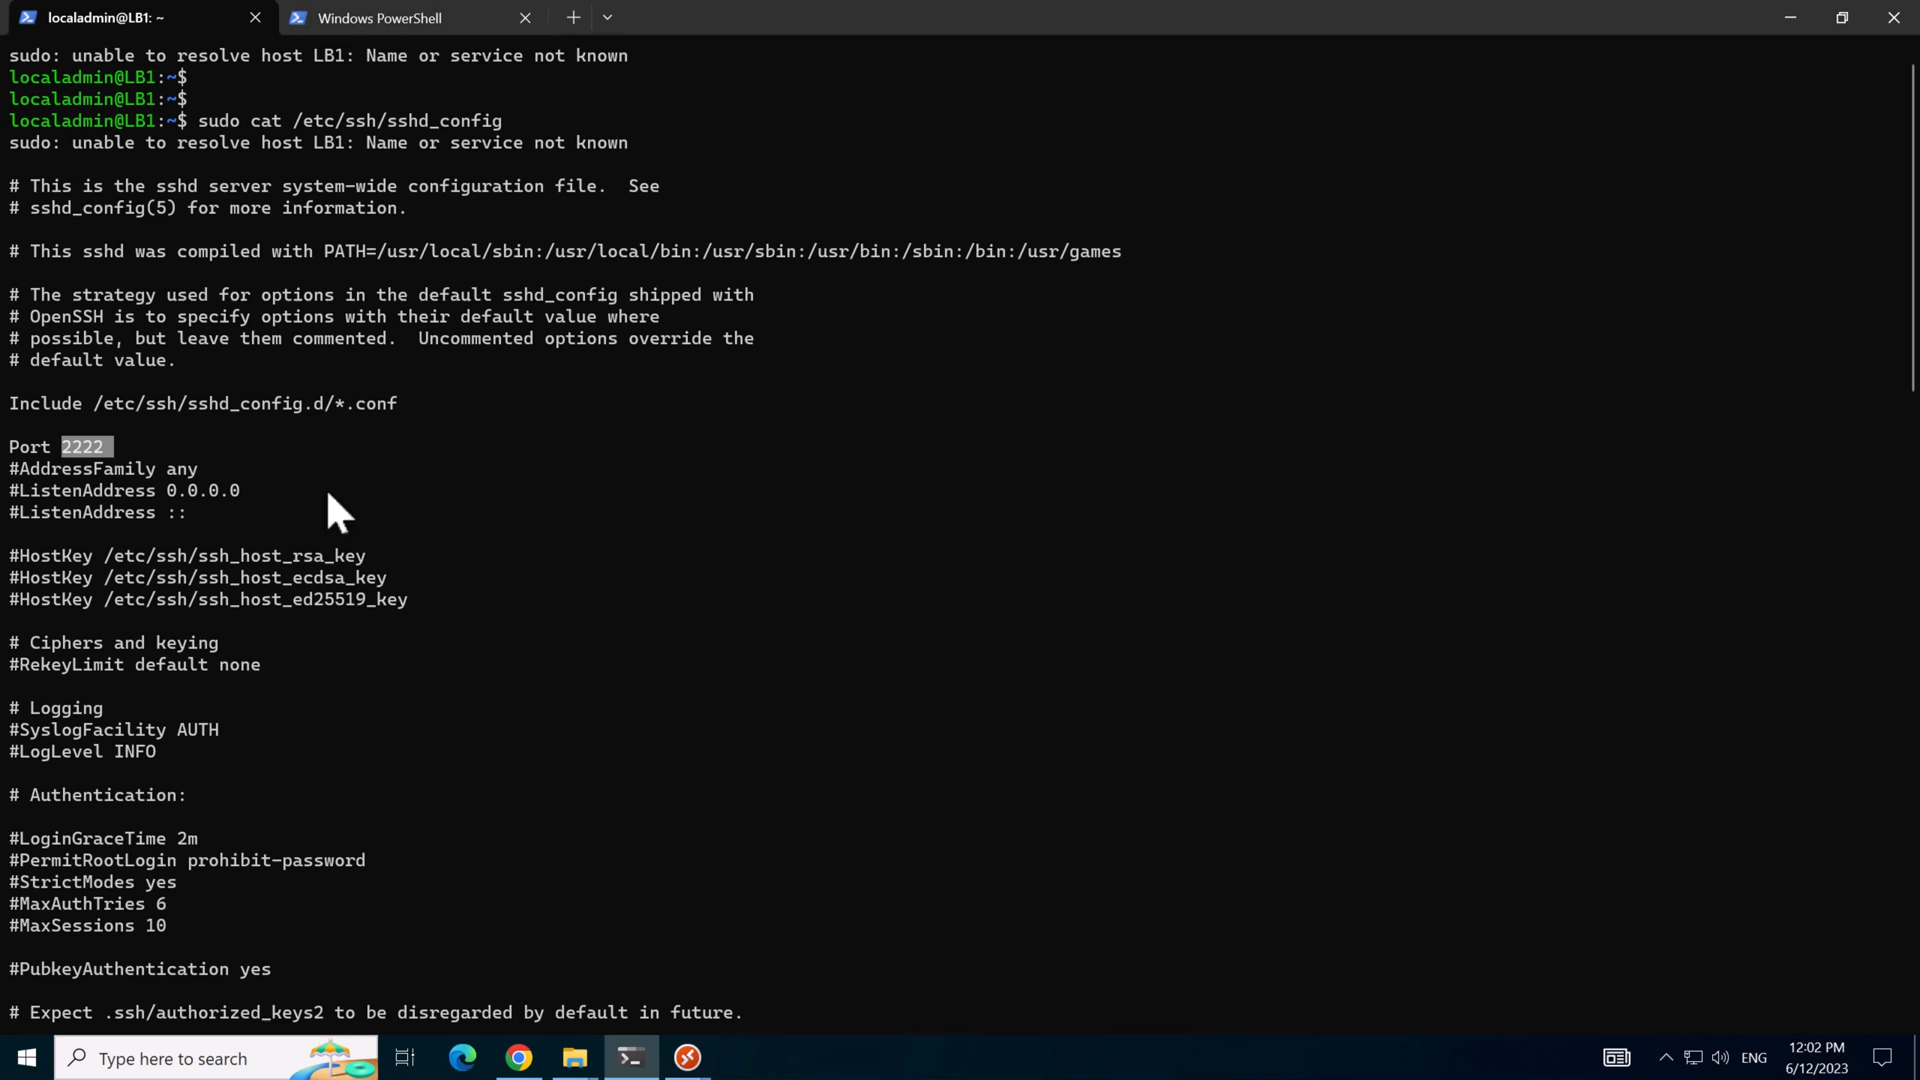 localadmin@LB1: ~
Windows PowerShell
sudo: unable to resolve host LB1: Name or service not known
localadmin@LB1:~$
localadmin@LB1:~$
localadmin@LB1:~$ sudo cat /etc/ssh/sshd_config
sudo: unable to resolve host LB1: Name or service not known
# This is the sshd server system-wide configuration file.  See
# sshd_config(5) for more information.
# This sshd was compiled with PATH=/usr/local/sbin:/usr/local/bin:/usr/sbin:/usr/bin:/sbin:/bin:/usr/games
# The strategy used for options in the default sshd_config shipped with
# OpenSSH is to specify options with their default value where
# possible, but leave them commented.  Uncommented options override the
# default value.
Include /etc/ssh/sshd_config.d/*.conf
Port 2222
#AddressFamily any
#ListenAddress 0.0.0.0
#ListenAddress ::
#HostKey /etc/ssh/ssh_host_rsa_key
#HostKey /etc/ssh/ssh_host_ecdsa_key
#HostKey /etc/ssh/ssh_host_ed25519_key
# Ciphers and keying
#RekeyLimit default none
# Logging
#SyslogFacility AUTH
#LogLevel INFO
# Authentication:
#LoginGraceTime 2m
#PermitRootLogin prohibit-password
#StrictModes yes
#MaxAuthTries 6
#MaxSessions 10
#PubkeyAuthentication yes
# Expect .ssh/authorized_keys2 to be disregarded by default in future.
Type here to search
ENG
12:02 PM
6/12/2023